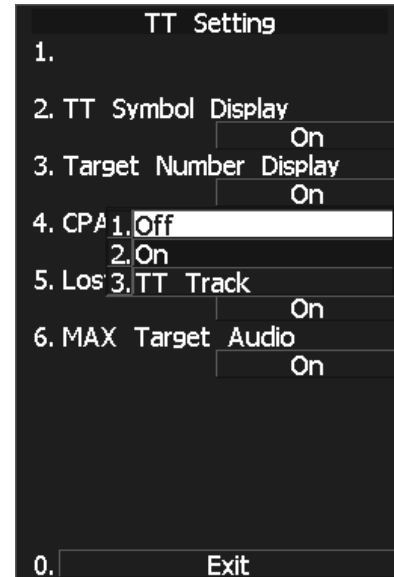 TT Setting
1.
2. TT Symbol Display
On
3. Target Number Display
On
4. CPA
1. Off
2. On
5. Los
3. TT Track
On
6. MAX Target Audio
On
0. Exit